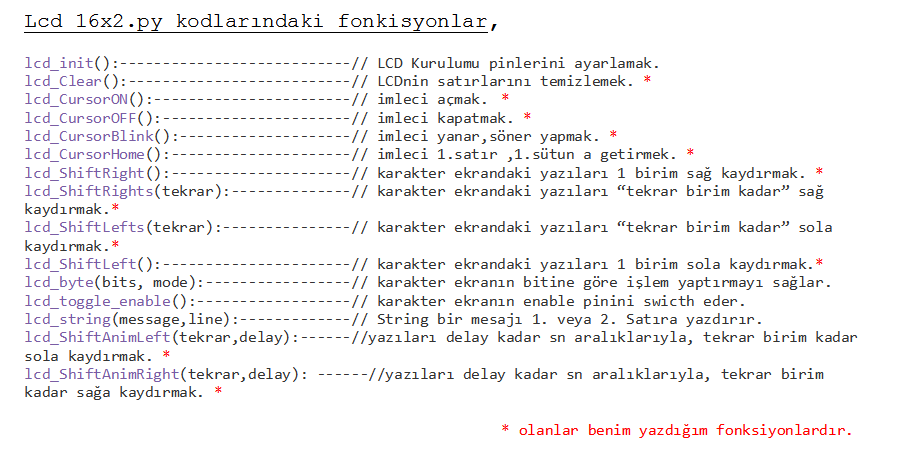 Lcd 16x2.py kodlarındaki fonkisyonlar,
lcd_init():---------------------------// LCD Kurulumu pinlerini ayarlamak.
lcd_Clear():--------------------------// LCDnin satırlarını temizlemek. *
lcd_CursorON():-----------------------// imleci açmak. *
lcd_CursorOFF():----------------------// imleci kapatmak. *
lcd_CursorBlink():--------------------// imleci yanar,söner yapmak. *
lcd_CursorHome():---------------------// imleci 1.satır ,1.sütun a getirmek. *
lcd_ShiftRight():---------------------// karakter ekrandaki yazıları 1 birim sağ kaydırmak. *
lcd_ShiftRights(tekrar):--------------// karakter ekrandaki yazıları “tekrar birim kadar” sağ
kaydırmak.*
lcd_ShiftLefts(tekrar):---------------// karakter ekrandaki yazıları “tekrar birim kadar” sola
kaydırmak.*
lcd_ShiftLeft():----------------------// karakter ekrandaki yazıları 1 birim sola kaydırmak.*
lcd_byte(bits, mode):-----------------// karakter ekranın bitine göre işlem yaptırmayı sağlar.
lcd_toggle_enable():------------------// karakter ekranın enable pinini swicth eder.
lcd_string(message,line):-------------// String bir mesajı 1. veya 2. Satıra yazdırır.
lcd_ShiftAnimLeft(tekrar,delay):------//yazıları delay kadar sn aralıklarıyla, tekrar birim kadar
sola kaydırmak. *
lcd_ShiftAnimRight(tekrar,delay): ------//yazıları delay kadar sn aralıklarıyla, tekrar birim
kadar sağa kaydırmak. *
* olanlar benim yazdığım fonksiyonlardır.